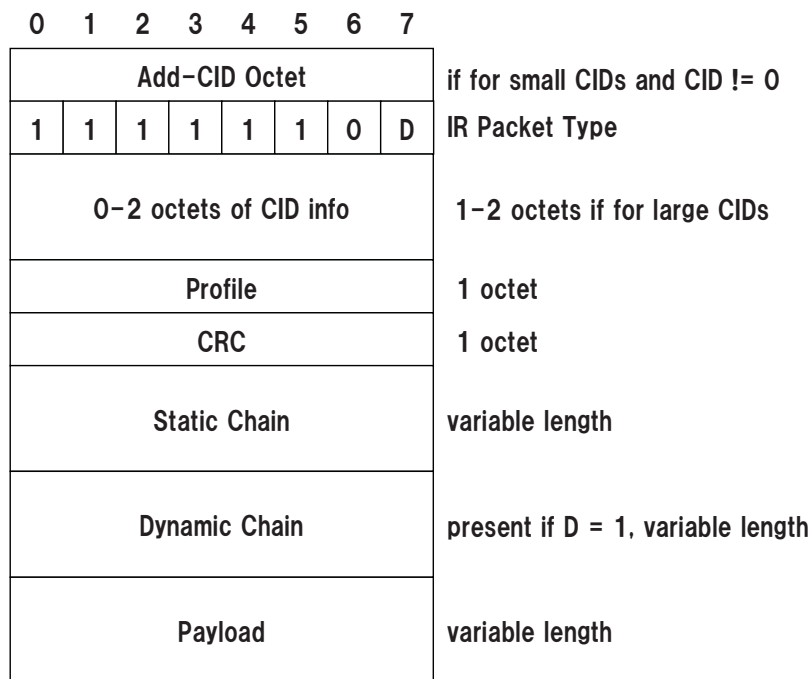 0 1 2 3 4 5 6 7
Add-CID Octet if for small CIDs and CID != 0
1 1 1 1 1 1 0 D IR Packet Type
0-2 octets of CID info 1-2 octets if for large CIDs
Profile 1 octet
CRC 1 octet
Static Chain variable length
Dynamic Chain present if D = 1, variable length
Payload variable length